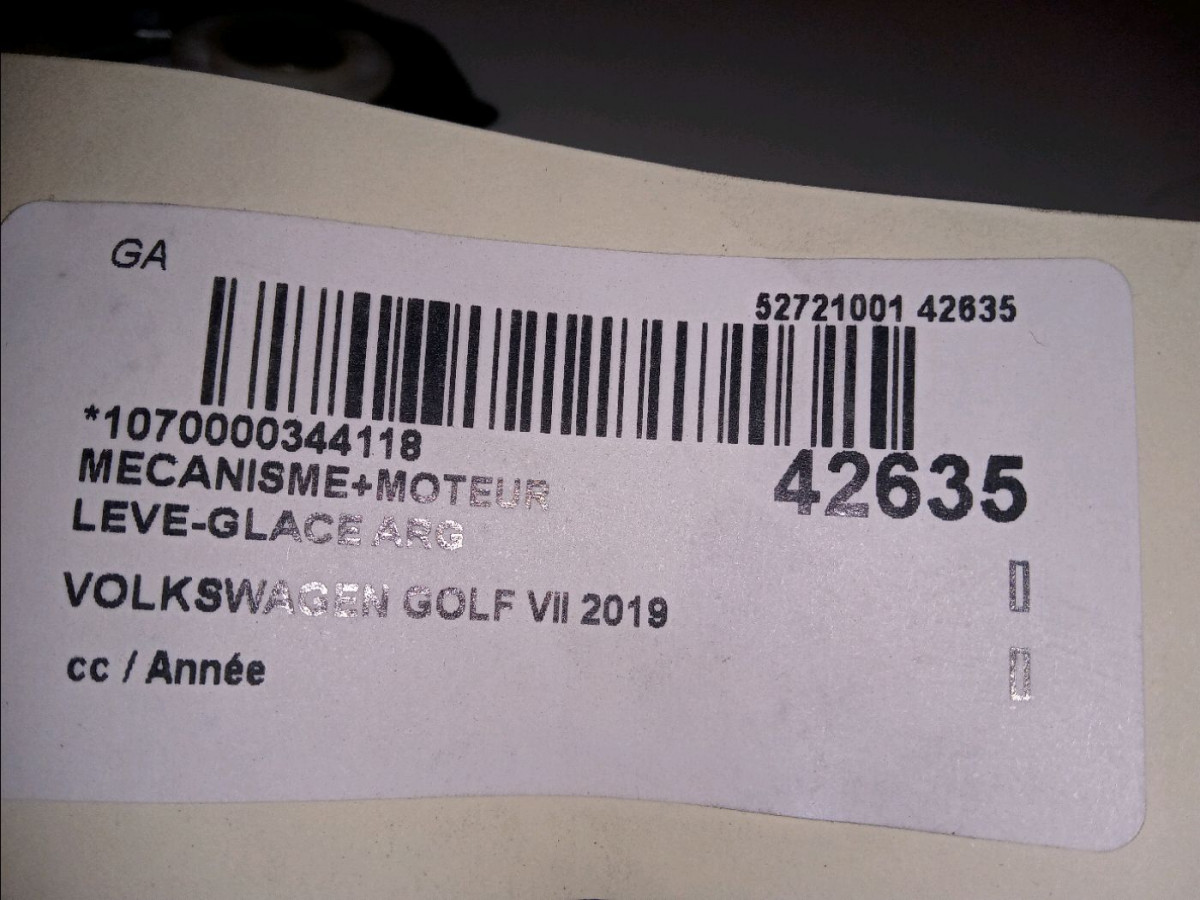 GA
52721001 42635
*1070000344118
42635
MECANISME+MOTEUR
LEVE-GLACE ARG
VOLKSWAGEN GOLF VII 2019
cc / Année